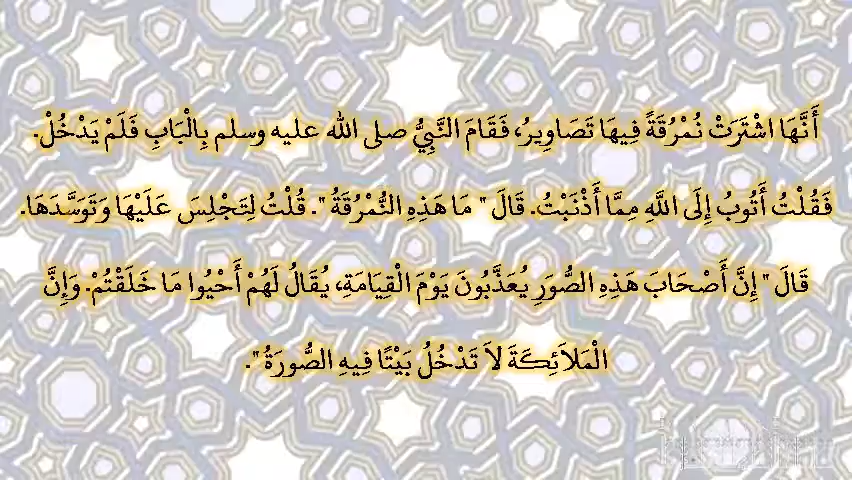 أَنَّهَا اشْتَرَتْ نُمْرُقَةً فِيهَا تَصَاوِيرُ، فَقَامَ النَّبِيُّ صلى الله عليه وسلم بِالْبَابِ فَلَمْ يَدْخُلْ.
فَقُلْتُ أَتُوبُ إِلَى اللَّهِ مِمَّا أَذْنَبْتُ. قَالَ " مَا هَذِهِ النُّمْرُقَةُ ". قُلْتُ لِتَجْلِسَ عَلَيْهَا وَتَوَسَّدَهَا.
قَالَ " إِنَّ أَصْحَابَ هَذِهِ الصُّوَرِ يُعَذَّبُونَ يَوْمَ الْقِيَامَةِ، يُقَالُ لَهُمْ أَحْيُوا مَا خَلَقْتُمْ. وَإِنَّ
الْمَلاَئِكَةَ لاَ تَدْخُلُ بَيْتًا فِيهِ الصُّورَةُ ".